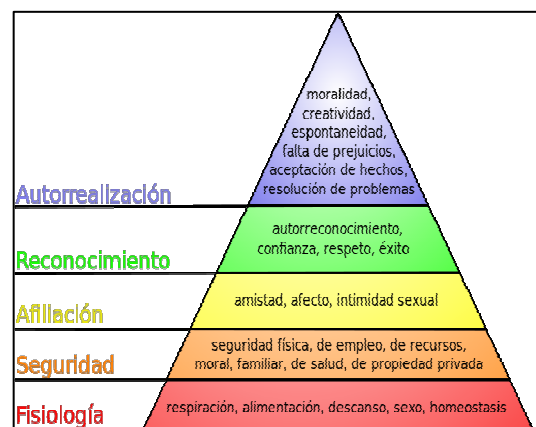 moralidad,
creatividad,
espontaneidad,
falta de prejuicios,
aceptación de hechos,
resolución de problemas
Autorrealización
autorreconocimiento,
confianza, respeto, éxito
Reconocimiento
amistad, afecto, intimidad sexual
Afiliación
seguridad física, de empleo, de recursos,
moral, familiar, de salud, de propiedad privada
Seguridad
respiración, alimentación, descanso, sexo, homeostasis
Fisiología